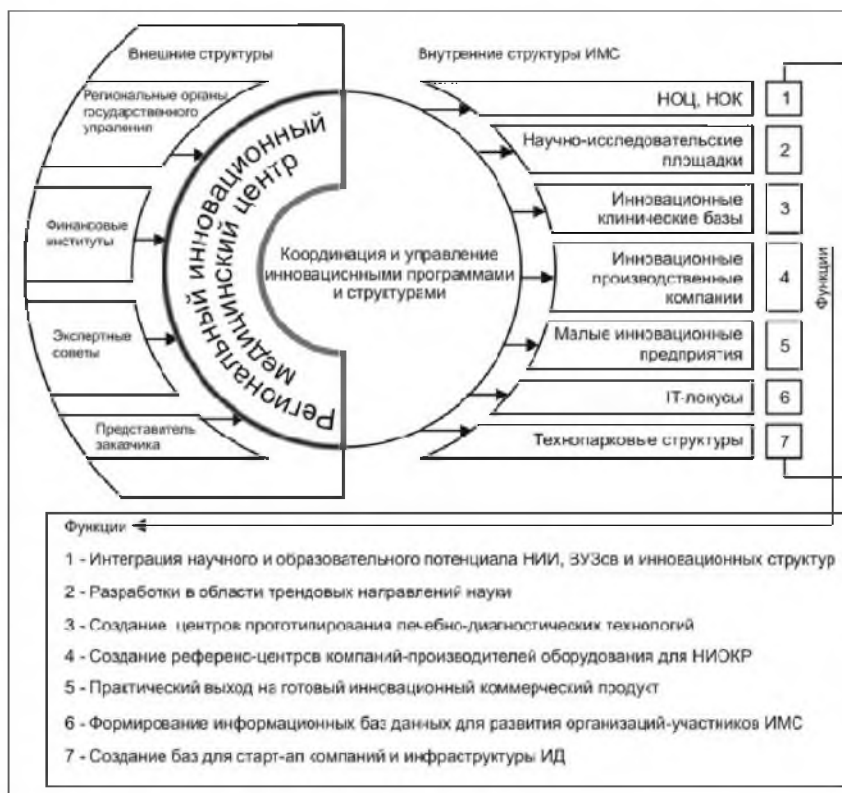 Внешние структуры
Региональные органы
государственного
упраления
Финансовые
институты
Экспертные
советы
Представитель
заказчика
Региональный инновационный
медицинский центр
Координация и управление
инновационными программами
и структурами
Внутренние структуры ИМС
НОЦ, НОК
1
Научно-исследовательские
площадки
2
Инновационные
клинические базы
3
Инновационные
производственные
компании
4
Малые инновационные
предприятия
5
IT-локусы
6
Технопарковые структуры
7
Функции
Функции
1 - Интеграция научного и образовательного потенциала НИИ, ВУЗов и инновационных структур
2 - Разработки в области трендовых направлений науки
3 - Создание центров прототипирования лечебно-диагностических технологий
4 - Создание референс-центров компаний-производителей оборудования для НИОКР
5 - Практический выход на готовый инновационный коммерческий продукт
6 - Формирование информационных баз данных для развития организаций-участников ИМС
7 - Создание баз для старт-ап компаний и инфраструктуры ИД